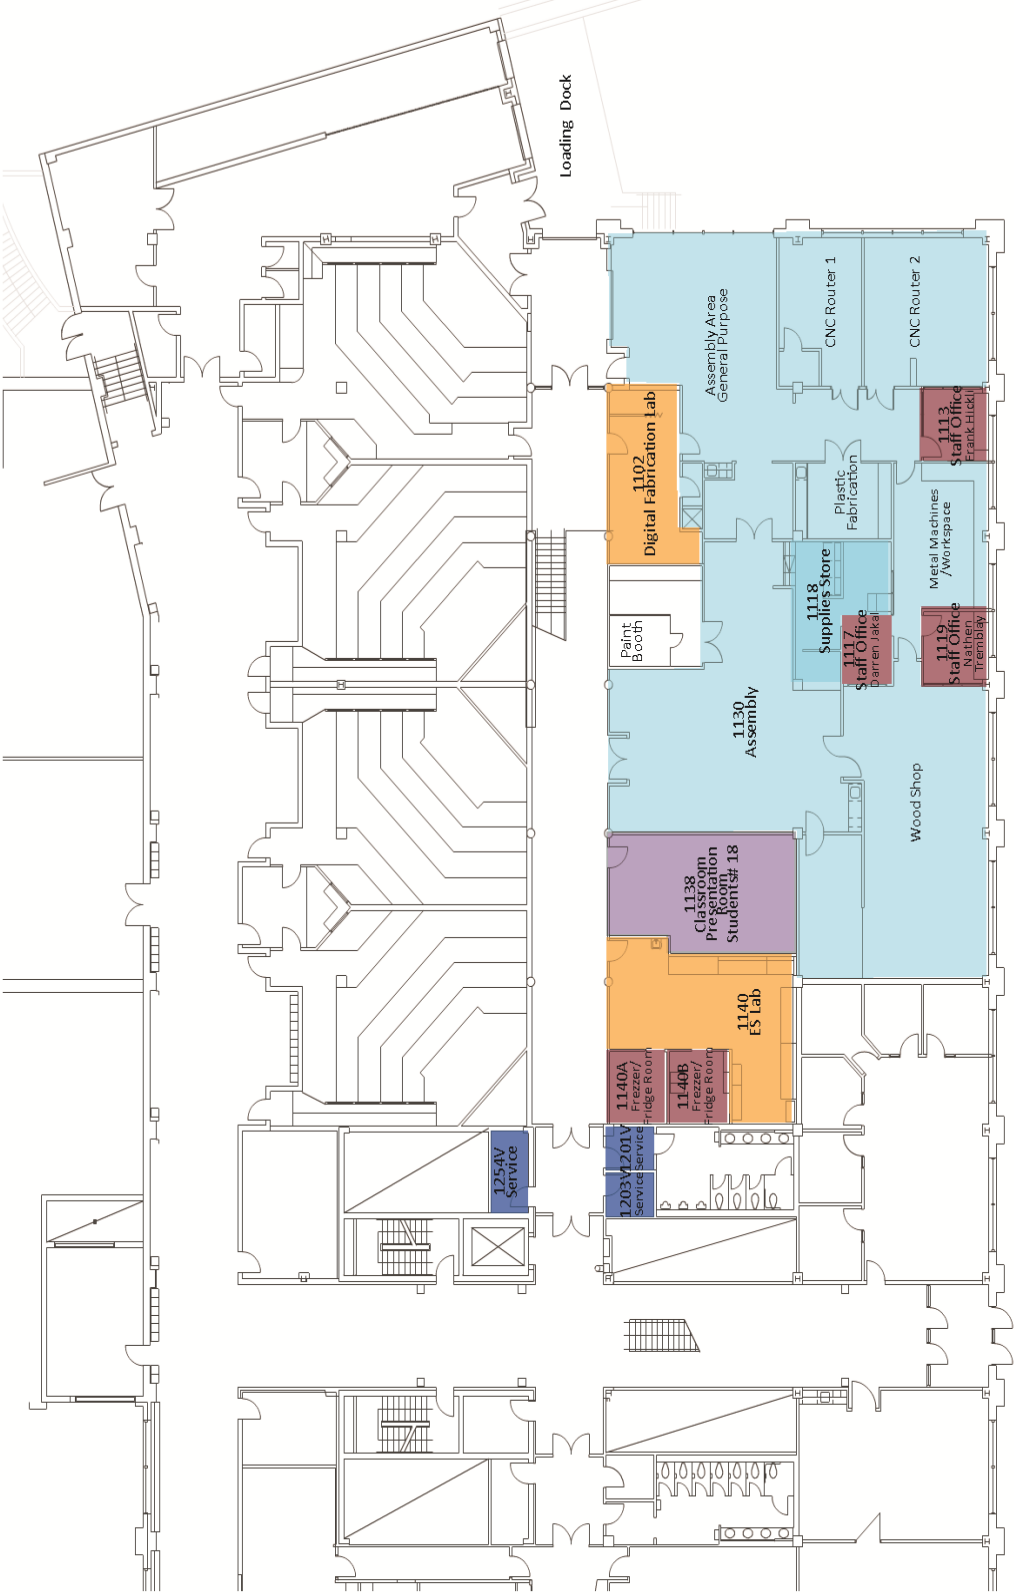 Loading Dock
Assembly Area
General Purpose
CNC Router 1
CNC Router 2
1102
Digital Fabrication Lab
1113
Staff Office
Frank Hickli
Plastic
Fabrication
Metal Machines
/Workspace
1118
Supplies Store
Paint
Booth
1117
Staff Office
Darren Jakal
1119
Staff Office
Nathen
Tremblay
1130
Assembly
Wood Shop
1138
Classroom
Presentation
Room
Students# 18
1140
ES Lab
1140A
Frezzer/
Fridge Room
1140B
Frezzer/
Fridge Room
1254V
Service
1201V
Service
1203V
Service